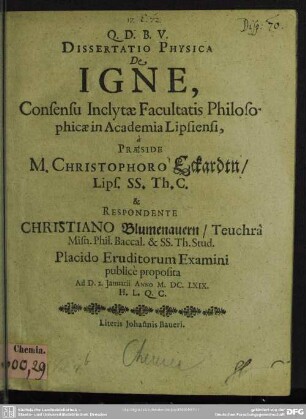 Q. D. B. V.
DISSERTATIO PHYSICA
De
IGNE,
Consensu Inclytæ Facultatis Philoso-
phicæ in Academia Lipsiensi,
à
PRÆSIDE
M. CHRISTOPHORO Eckardtn/
Lips. SS. Th. C.
&
RESPONDENTE
CHRISTIANO Blumenauern/ Teuchrâ
Misn. Phil. Baccal. & SS. Th. Stud.
Placido Eruditorum Examini
publicè proposita
Ad D. 2. Januarii Anno M. DC. LXIX.
H. L. Q. C.
Literis Johannis Baueri.
Chemia.